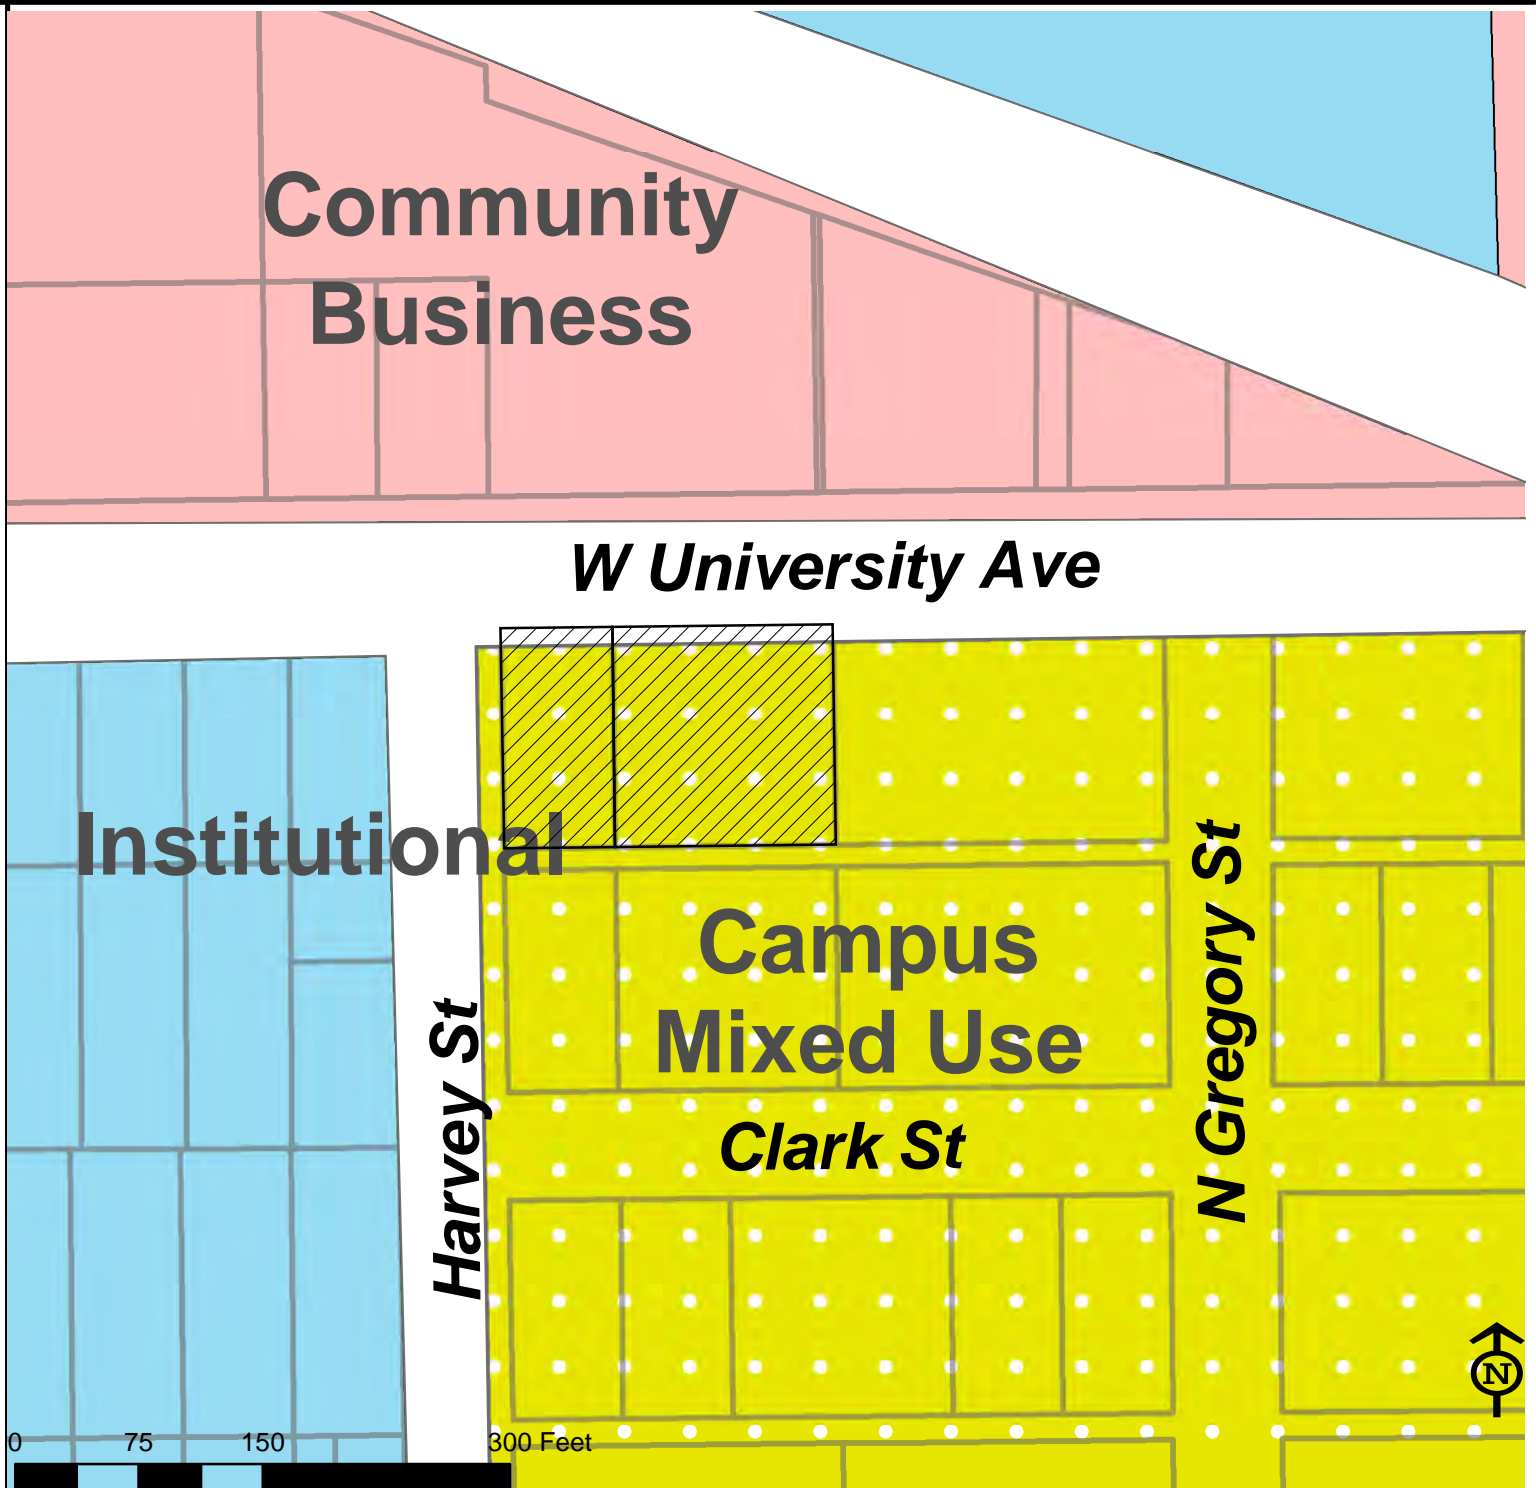 Community
Business
W University Ave
Institutional
Campus
Mixed Use
Harvey St
Clark St
N Gregory St
N
0 75 150 300 Feet